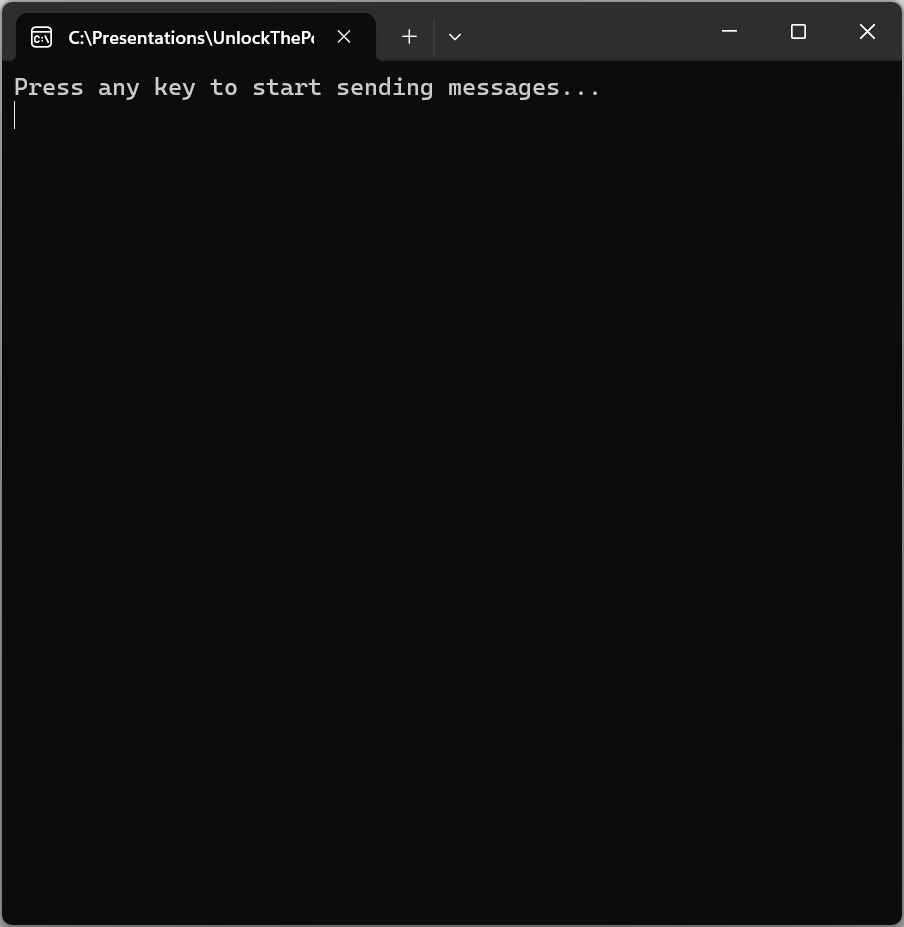 C:\Presentations\UnlockThePo
Press any key to start sending messages...